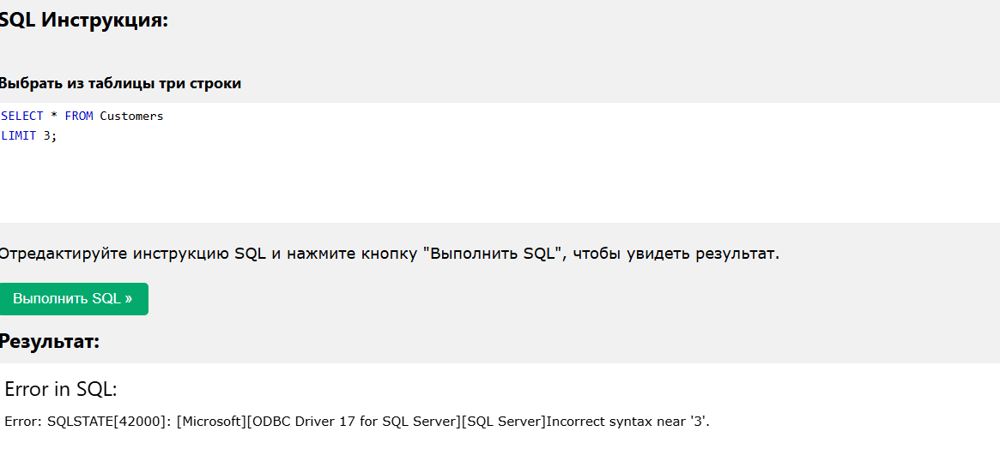 SQL Инструкция:
Выбрать из таблицы три строки
SELECT * FROM Customers
LIMIT 3;
Отредактируйте инструкцию SQL и нажмите кнопку "Выполнить SQL", чтобы увидеть результат.
Выполнить SQL »
Результат:
Error in SQL:
Error: SQLSTATE[42000]: [Microsoft][ODBC Driver 17 for SQL Server][SQL Server]Incorrect syntax near '3'.